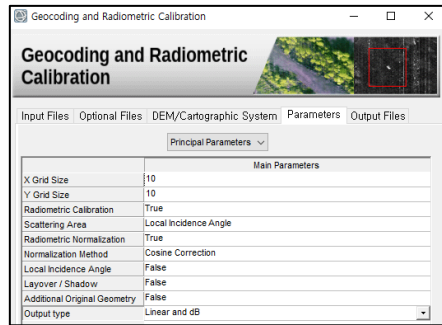 Geocoding and Radiometric Calibration
Geocoding and Radiometric
Calibration
Input Files Optional Files DEM/Cartographic System Parameters Output Files
Principal Parameters
Main Parameters
X Grid Size 10
Y Grid Size 10
Radiometric Calibration True
Scattering Area Local Incidence Angle
Radiometric Normalization True
Normalization Method Cosine Correction
Local Incidence Angle False
Layover / Shadow False
Additional Original Geometry False
Output type Linear and dB